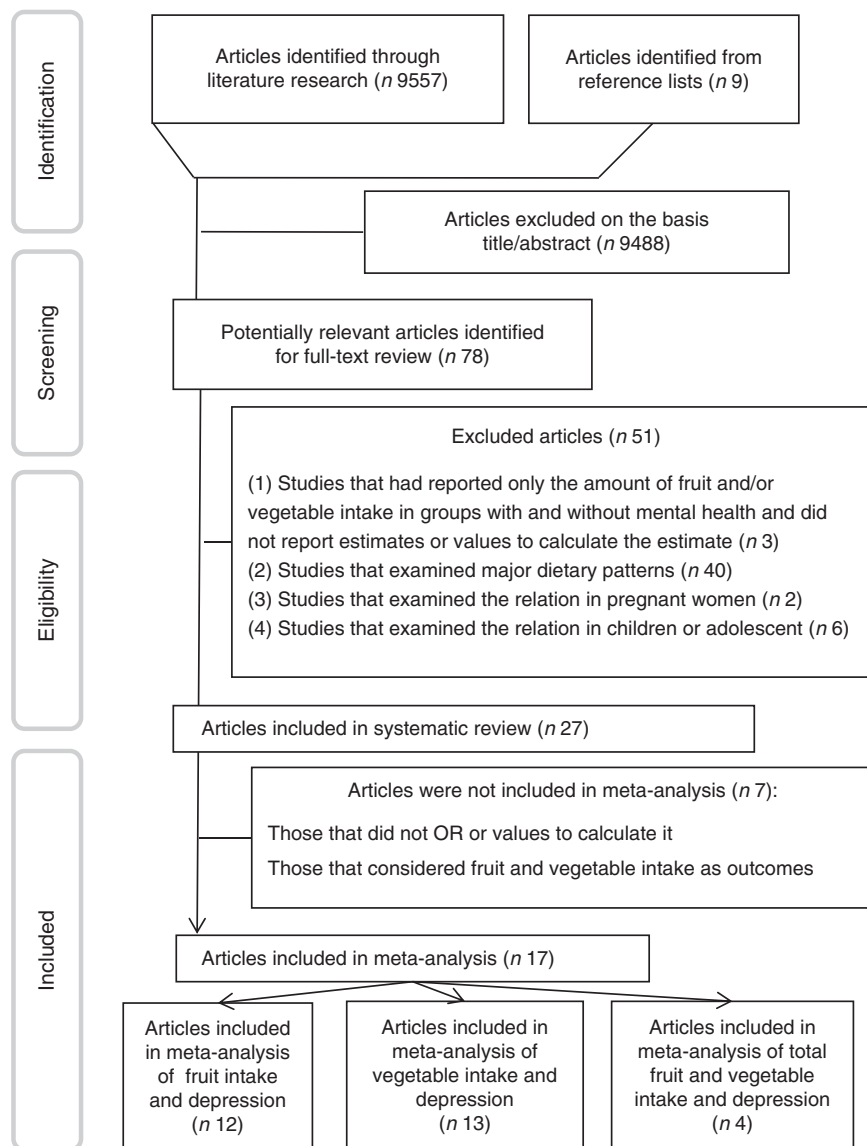 Identification
Articles identified through
literature research (n 9557)
Articles identified from
reference lists (n 9)
Articles excluded on the basis
title/abstract (n 9488)
Screening
Potentially relevant articles identified
for full-text review (n 78)
Eligibility
Excluded articles (n 51)
(1) Studies that had reported only the amount of fruit and/or
vegetable intake in groups with and without mental health and did
not report estimates or values to calculate the estimate (n 3)
(2) Studies that examined major dietary patterns (n 40)
(3) Studies that examined the relation in pregnant women (n 2)
(4) Studies that examined the relation in children or adolescent (n 6)
Articles included in systematic review (n 27)
Included
Articles were not included in meta-analysis (n 7):
Those that did not OR or values to calculate it
Those that considered fruit and vegetable intake as outcomes
Articles included in meta-analysis (n 17)
Articles included
in meta-analysis
of fruit intake
and depression
(n 12)
Articles included in
meta-analysis of
vegetable intake and
depression
(n 13)
Articles included in
meta-analysis of total
fruit and vegetable
intake and depression
(n 4)